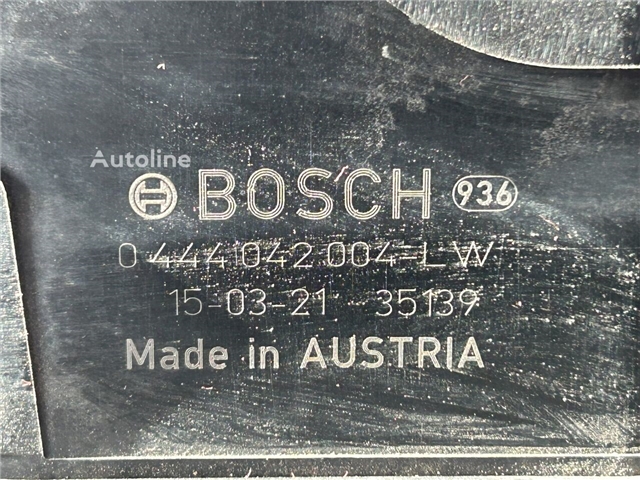 Autoline
BOSCH 936
0 444 042 004-LW
15-03-21 35139
Made in AUSTRIA